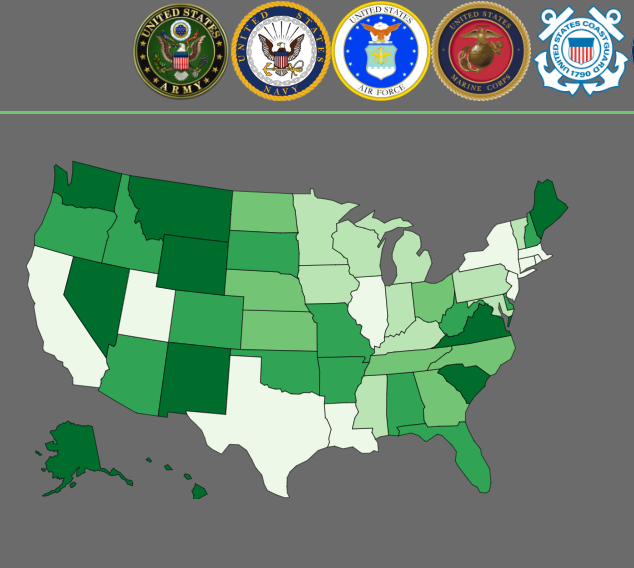 UNITED STATES
ARMY
UNITED STATES
NAVY
UNITED STATES
AIR FORCE
UNITED STATES
MARINE CORPS
UNITED STATES COAST GUARD
1790